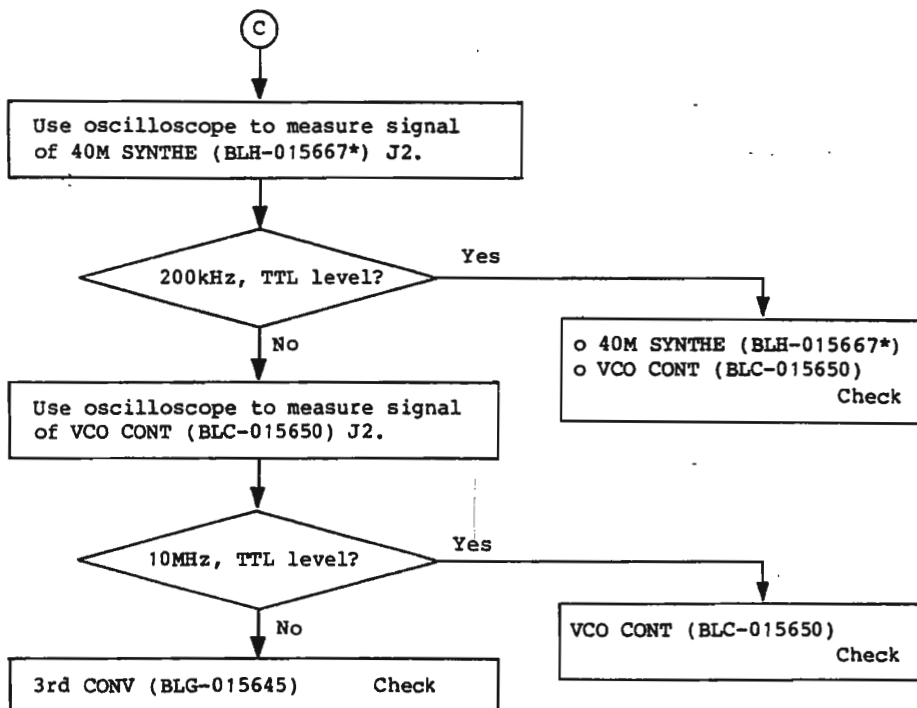 C
Use oscilloscope to measure signal
of 40M SYNTHE (BLH-015667*) J2.
200kHz, TTL level?
Yes
No
o 40M SYNTHE (BLH-015667*)
o VCO CONT (BLC-015650)
Check
Use oscilloscope to measure signal
of VCO CONT (BLC-015650) J2.
10MHz, TTL level?
Yes
No
VCO CONT (BLC-015650)
Check
3rd CONV (BLG-015645) Check